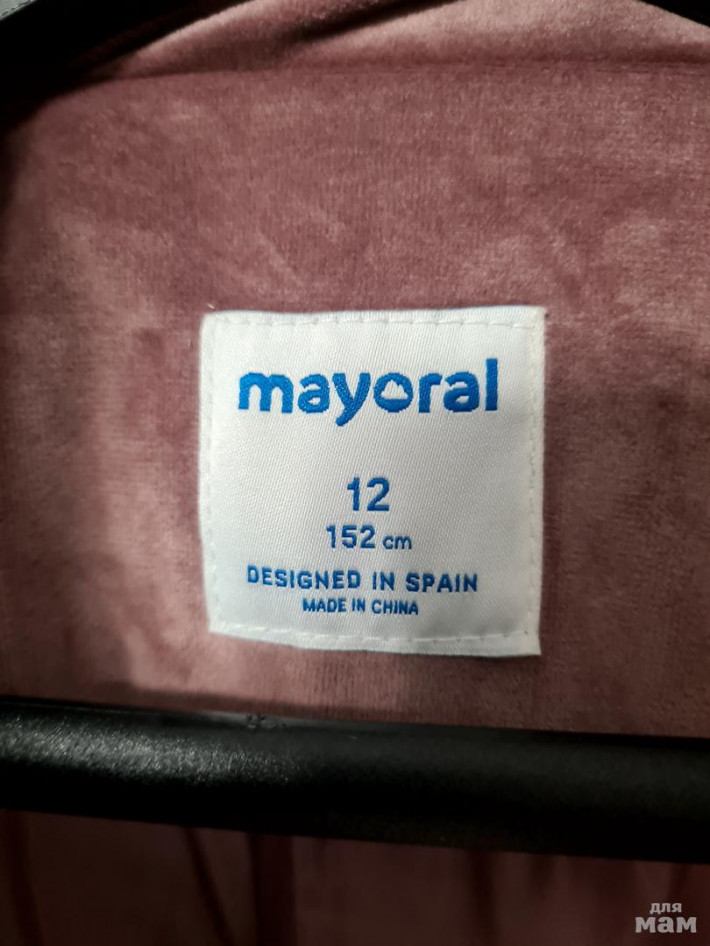 mayoral
12
152 cm
DESIGNED IN SPAIN
MADE IN CHINA
для
мам